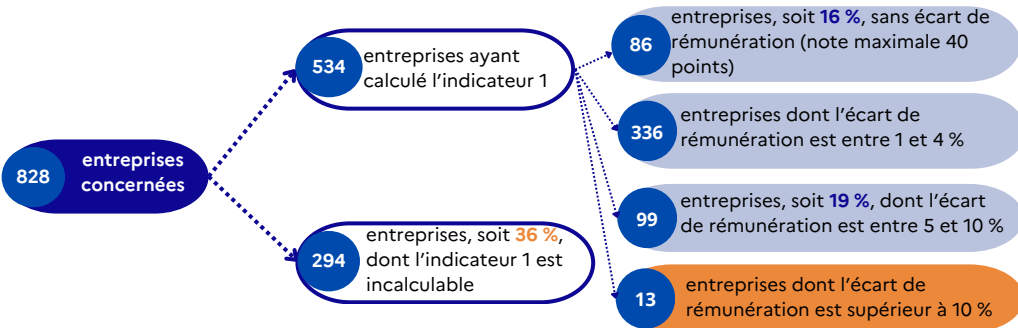 828
entreprises
concernées
534
entreprises ayant
calculé l’indicateur 1
294
entreprises, soit 36 %,
dont l’indicateur 1 est
incalculable
86
entreprises, soit 16 %, sans écart de
rémunération (note maximale 40
points)
336
entreprises dont l’écart de
rémunération est entre 1 et 4 %
99
entreprises, soit 19 %, dont l’écart
de rémunération est entre 5 et 10 %
13
entreprises dont l’écart de
rémunération est supérieur à 10 %